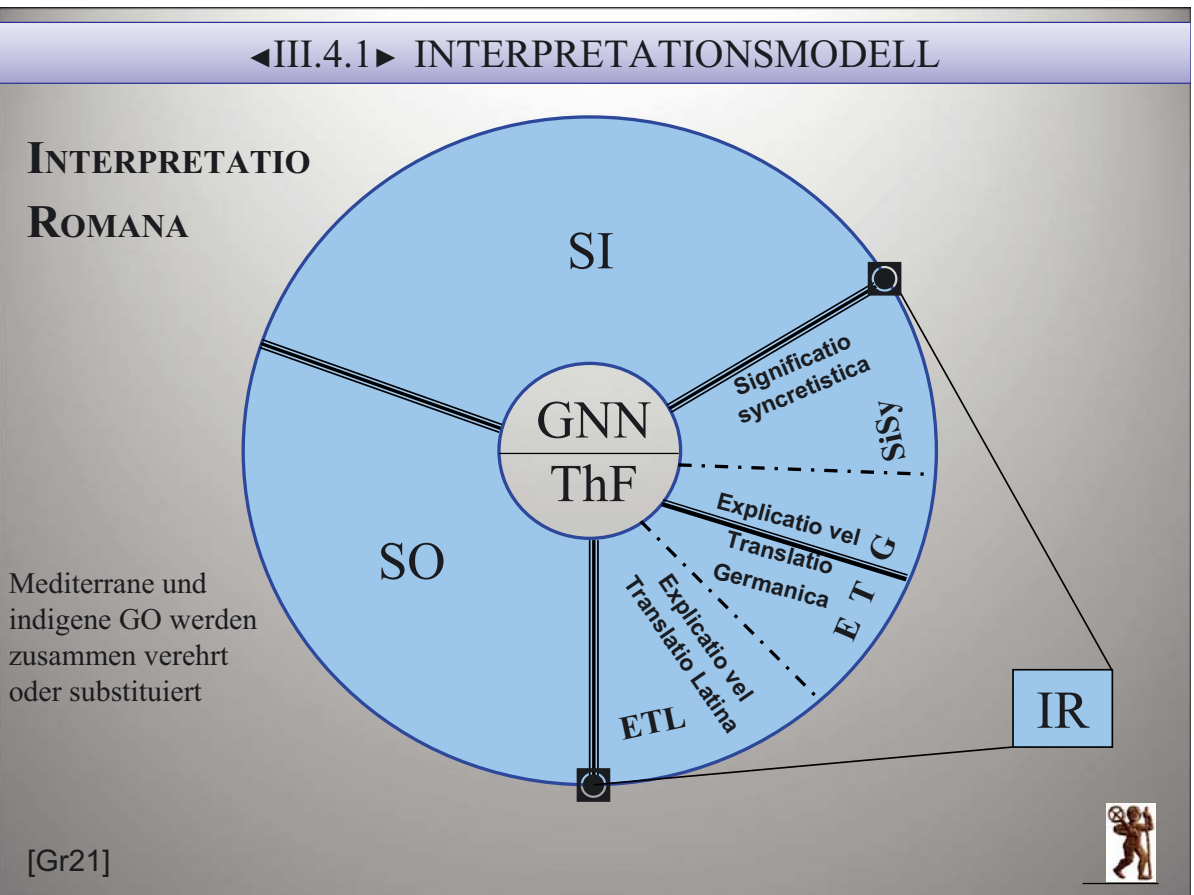 ◄III.4.1► INTERPRETATIONSMODELL
INTERPRETATIO
ROMANA
SI
Significatio
syncretistica
SiSy
GNN
ThF
Explicatio vel
Translatio
Germanica
E T G
SO
Explicatio vel
Translatio Latina
ETL
Mediterrane und
indigene GO werden
zusammen verehrt
oder substituiert
IR
[Gr21]